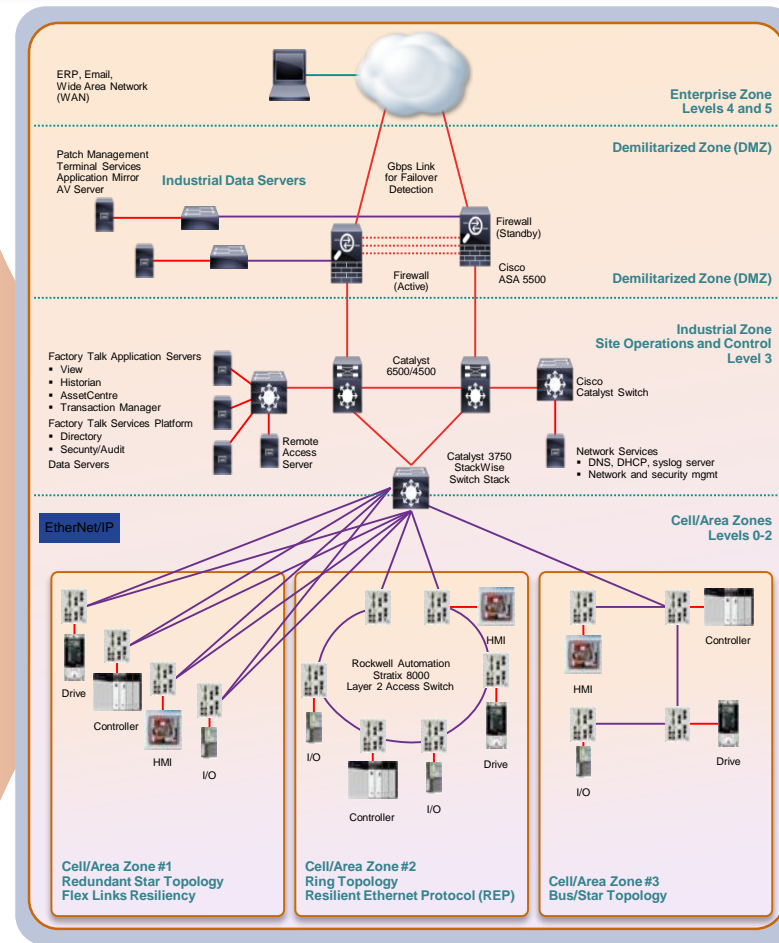 ERP, Email,
Wide Area Network
(WAN)
Enterprise Zone
Levels 4 and 5
Demilitarized Zone (DMZ)
Patch Management
Terminal Services
Application Mirror
AV Server
Industrial Data Servers
Gbps Link
for Failover
Detection
Firewall
(Standby)
Firewall
(Active)
Cisco
ASA 5500
Demilitarized Zone (DMZ)
Industrial Zone
Site Operations and Control
Level 3
Factory Talk Application Servers
▪ View
▪ Historian
▪ AssetCentre
▪ Transaction Manager
Factory Talk Services Platform
▪ Directory
▪ Security/Audit
Data Servers
Catalyst
6500/4500
Cisco
Catalyst Switch
Remote
Access
Server
Catalyst 3750
StackWise
Switch Stack
Network Services
▪ DNS, DHCP, syslog server
▪ Network and security mgmt
EtherNet/IP
Cell/Area Zones
Levels 0-2
Drive
Controller
HMI
I/O
Cell/Area Zone #1
Redundant Star Topology
Flex Links Resiliency
HMI
Rockwell Automation
Stratix 8000
Layer 2 Access Switch
I/O
Controller
I/O
Drive
Cell/Area Zone #2
Ring Topology
Resilient Ethernet Protocol (REP)
Controller
HMI
Drive
I/O
Cell/Area Zone #3
Bus/Star Topology